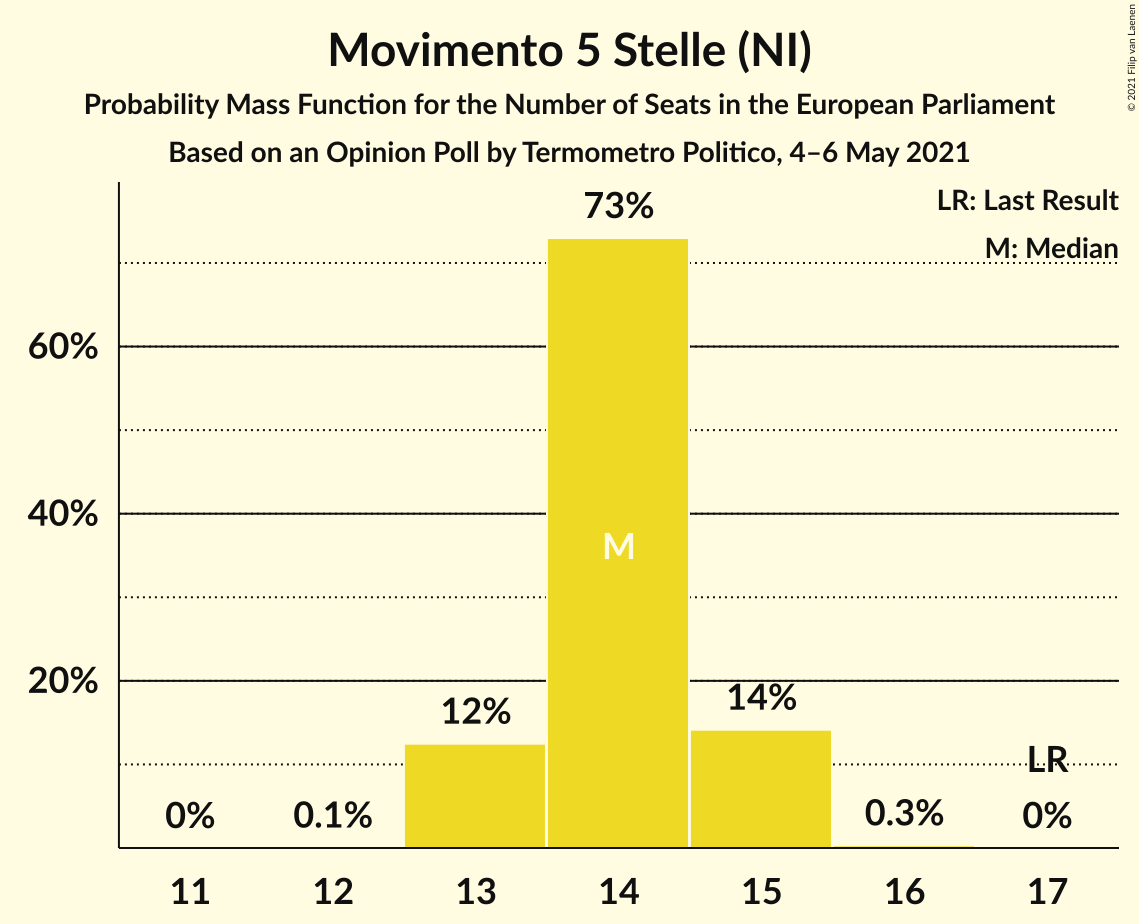 Movimento 5 Stelle (NI)
Probability Mass Function for the Number of Seats in the European Parliament
Based on an Opinion Poll by Termometro Politico, 4–6 May 2021
© 2021 Filip van Laenen
LR: Last Result
M: Median
60%
40%
20%
0%
0.1%
12%
73%
M
14%
0.3%
LR
0%
11 12 13 14 15 16 17